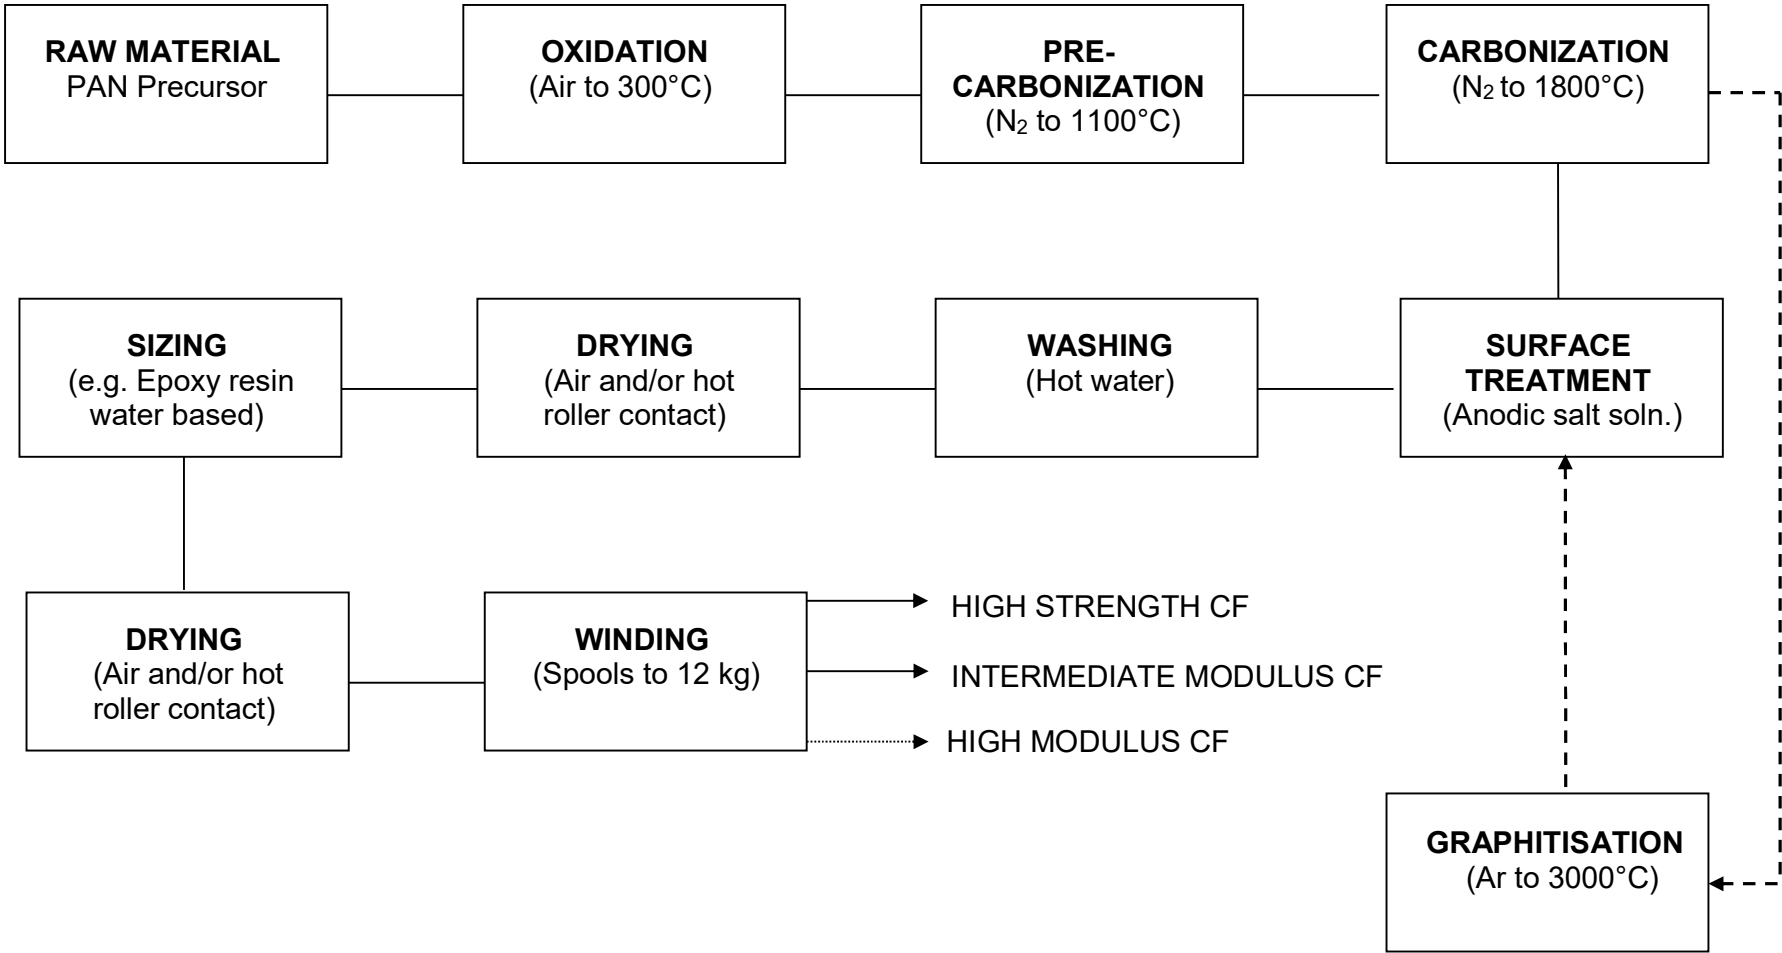 RAW MATERIAL
PAN Precursor
OXIDATION
(Air to 300°C)
PRE-
CARBONIZATION
(N₂ to 1100°C)
CARBONIZATION
(N₂ to 1800°C)
SIZING
(e.g. Epoxy resin
water based)
DRYING
(Air and/or hot
roller contact)
WASHING
(Hot water)
SURFACE
TREATMENT
(Anodic salt soln.)
DRYING
(Air and/or hot
roller contact)
WINDING
(Spools to 12 kg)
HIGH STRENGTH CF
INTERMEDIATE MODULUS CF
HIGH MODULUS CF
GRAPHITISATION
(Ar to 3000°C)